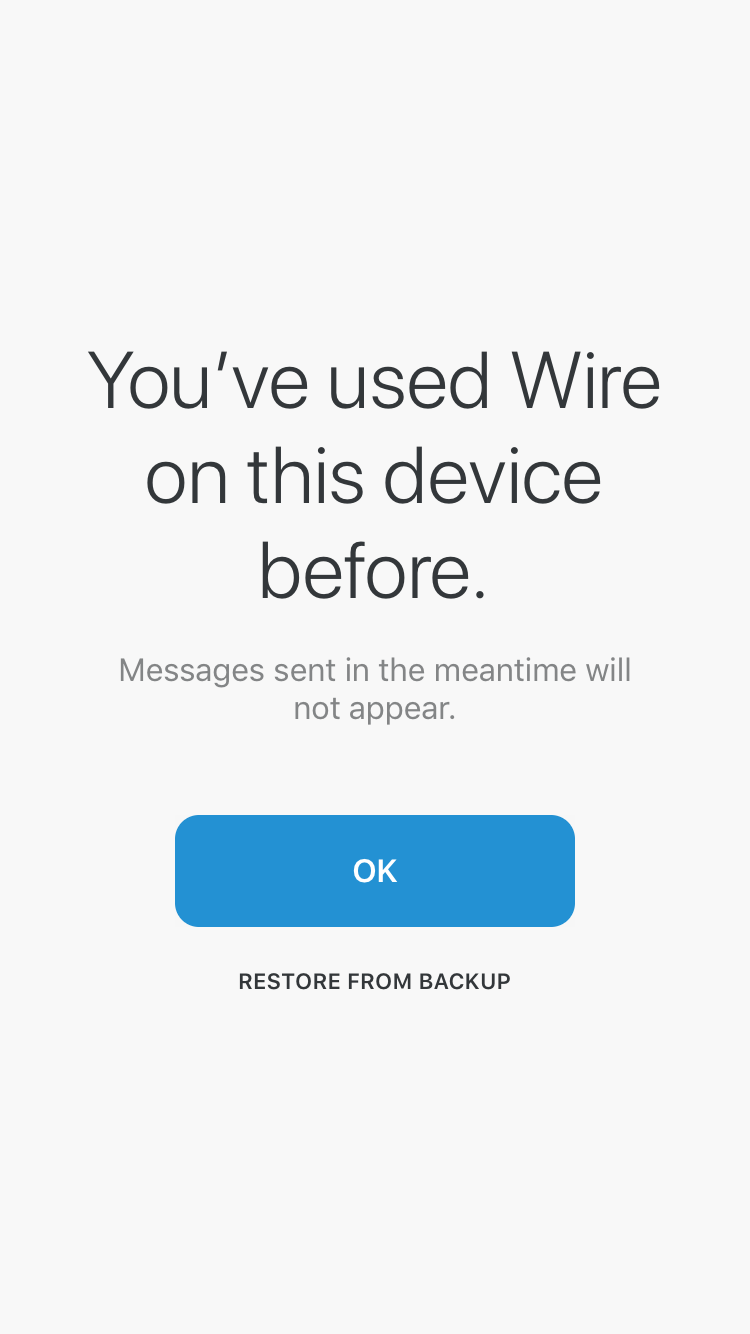 You’ve used Wire
on this device
before.
Messages sent in the meantime will
not appear.
OK
RESTORE FROM BACKUP